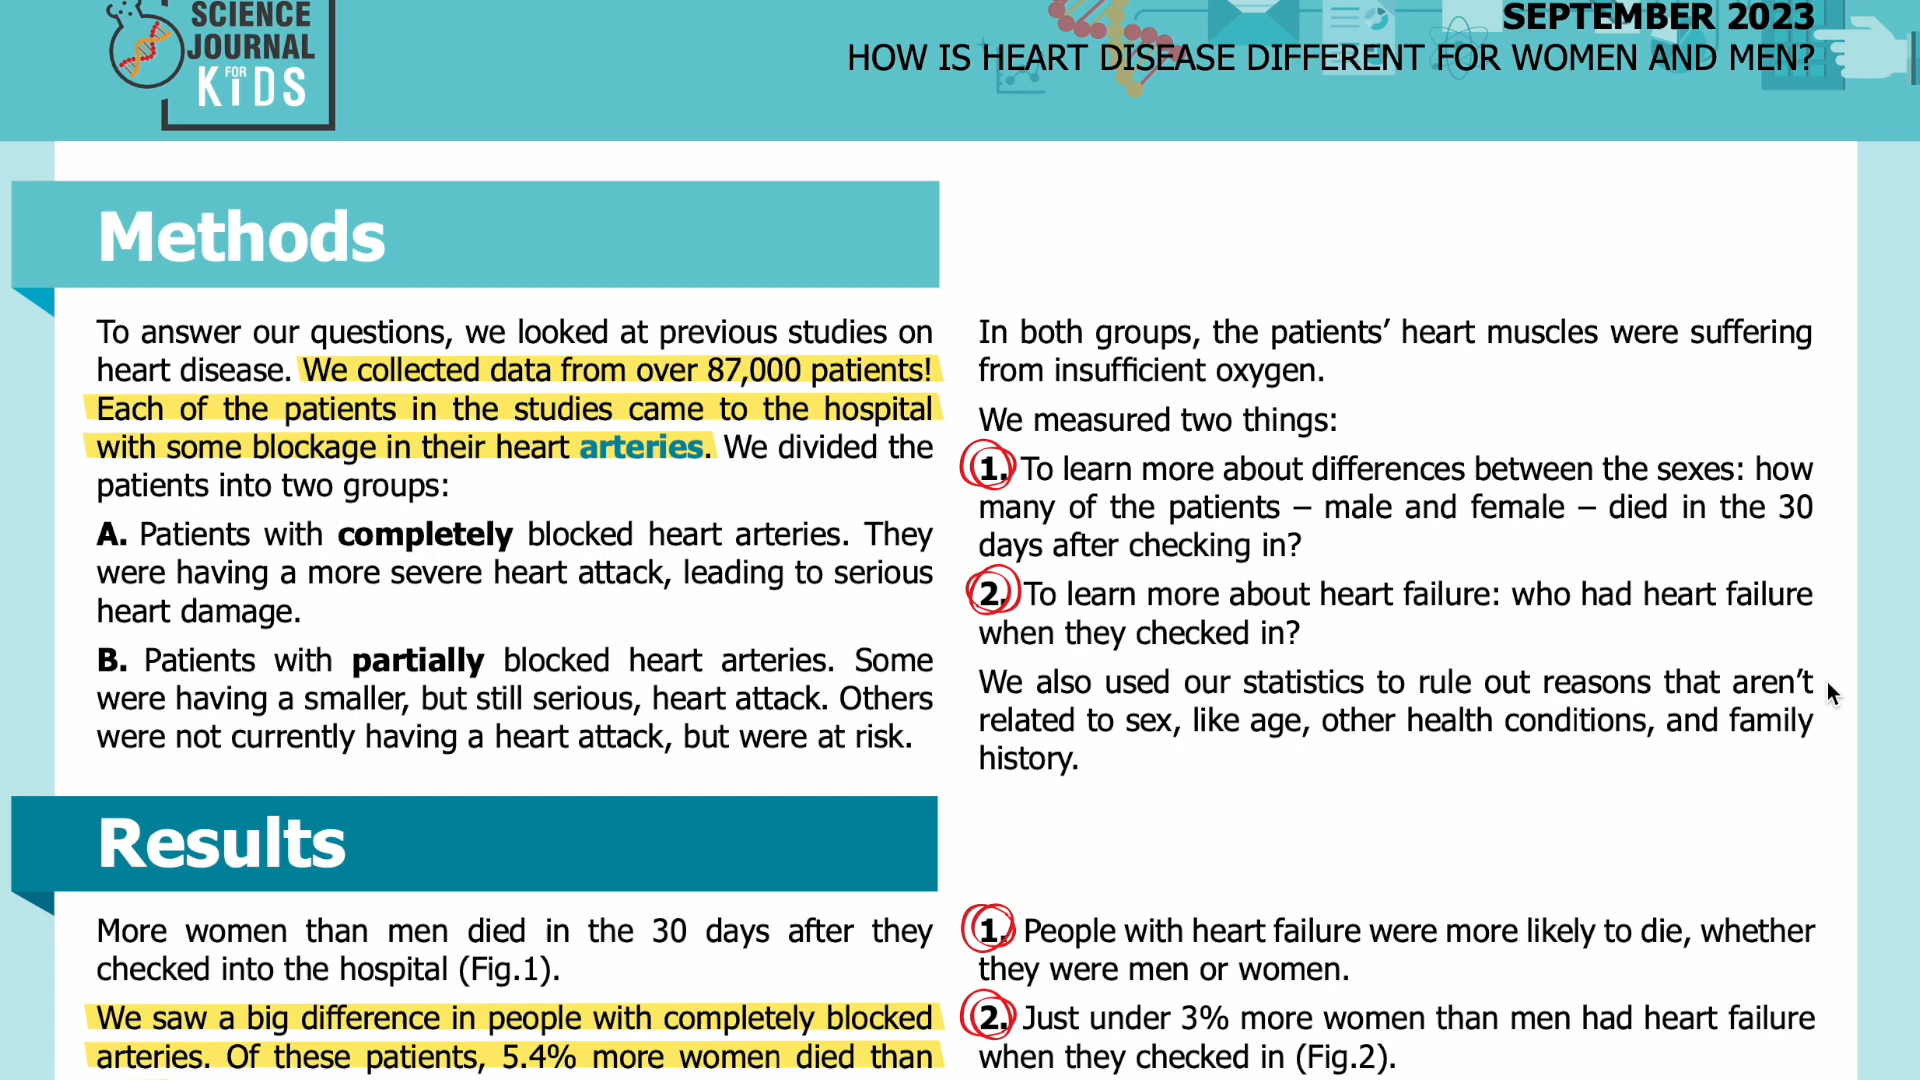 SCIENCE
JOURNAL
FOR
KiDS
SEPTEMBER 2023
HOW IS HEART DISEASE DIFFERENT FOR WOMEN AND MEN?
Methods
To answer our questions, we looked at previous studies on
heart disease. We collected data from over 87,000 patients!
Each of the patients in the studies came to the hospital
with some blockage in their heart arteries. We divided the
patients into two groups:
A. Patients with completely blocked heart arteries. They
were having a more severe heart attack, leading to serious
heart damage.
B. Patients with partially blocked heart arteries. Some
were having a smaller, but still serious, heart attack. Others
were not currently having a heart attack, but were at risk.
In both groups, the patients’ heart muscles were suffering
from insufficient oxygen.
We measured two things:
1. To learn more about differences between the sexes: how
many of the patients – male and female – died in the 30
days after checking in?
2. To learn more about heart failure: who had heart failure
when they checked in?
We also used our statistics to rule out reasons that aren’t
related to sex, like age, other health conditions, and family
history.
Results
More women than men died in the 30 days after they
checked into the hospital (Fig.1).
We saw a big difference in people with completely blocked
arteries. Of these patients, 5.4% more women died than
1. People with heart failure were more likely to die, whether
they were men or women.
2. Just under 3% more women than men had heart failure
when they checked in (Fig.2).